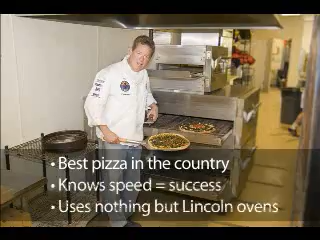 • Best pizza in the country
• Knows speed = success
• Uses nothing but Lincoln ovens